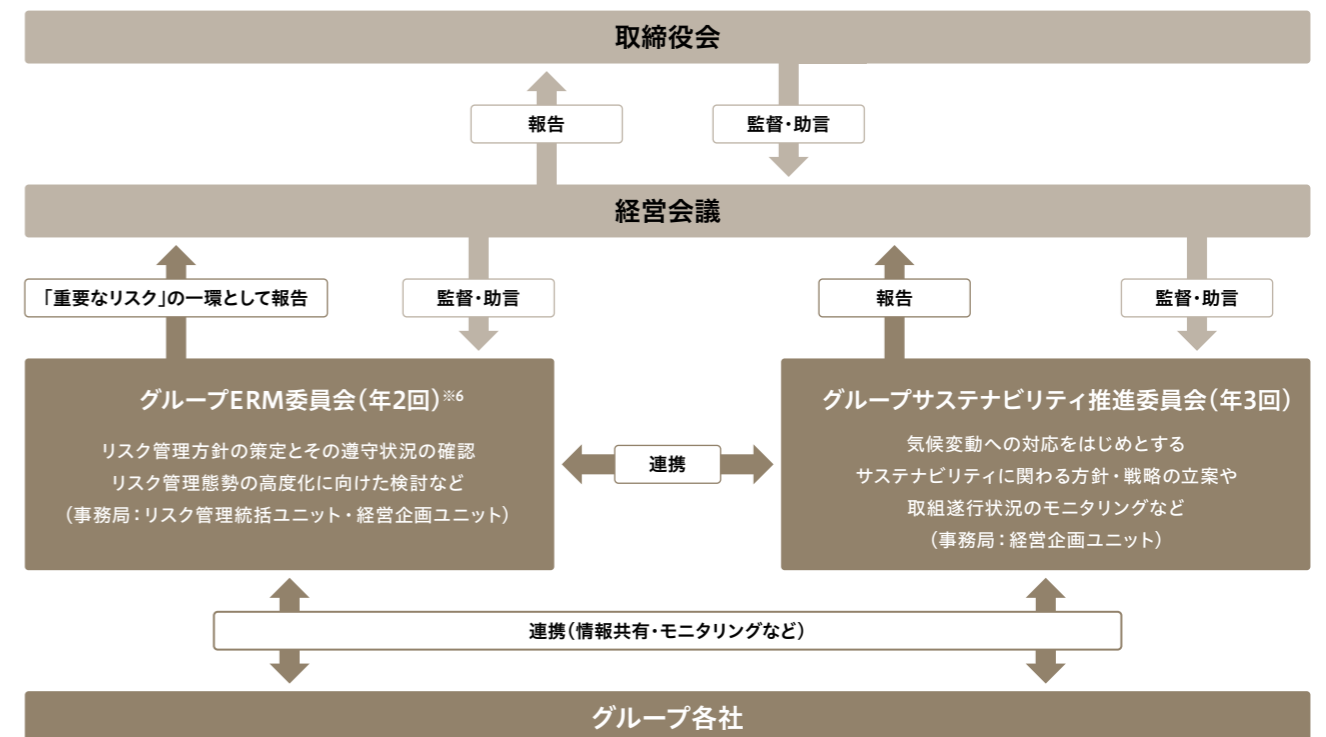 取締役会
報告
監督・助言
経営会議
「重要なリスク」の一環として報告
監督・助言
報告
監督・助言
グループERM委員会(年2回)※6
リスク管理方針の策定とその遵守状況の確認
リスク管理態勢の高度化に向けた検討など
(事務局:リスク管理統括ユニット・経営企画ユニット)
連携
グループサステナビリティ推進委員会(年3回)
気候変動への対応をはじめとする
サステナビリティに関わる方針・戦略の立案や
取組遂行状況のモニタリングなど
(事務局:経営企画ユニット)
連携(情報共有・モニタリングなど)
グループ各社